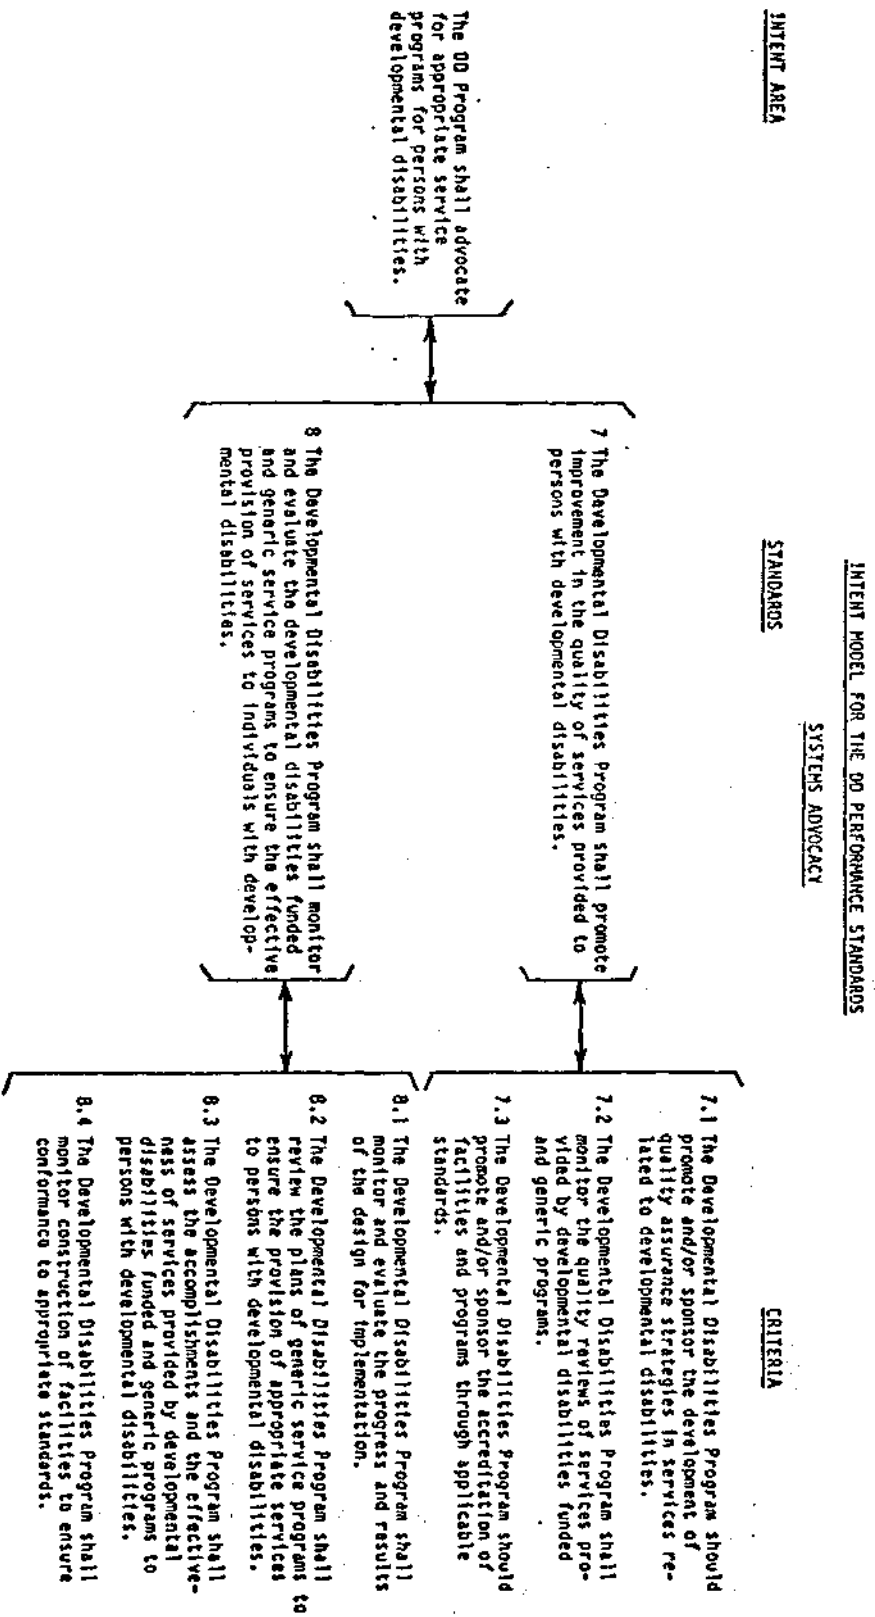 INTENT MODEL FOR THE DD PERFORMANCE STANDARDS
SYSTEMS ADVOCACY
INTENT AREA
STANDARDS
CRITERIA
The DD Program shall advocate
for appropriate service
programs for persons with
developmental disabilities.
7 The Developmental Disabilities Program shall promote
improvement in the quality of services provided to
persons with developmental disabilities.
8 The Developmental Disabilities Program shall monitor
and evaluate the developmental disabilities funded
and generic service programs to ensure the effective
provision of services to individuals with develop-
mental disabilities.
7.1 The Developmental Disabilities Program should
promote and/or sponsor the development of
quality assurance strategies in services re-
lated to developmental disabilities.
7.2 The Developmental Disabilities Program shall
monitor the quality reviews of services pro-
vided by developmental disabilities funded
and generic programs.
7.3 The Developmental Disabilities Program should
promote and/or sponsor the accreditation of
facilities and programs through applicable
standards.
8.1 The Developmental Disabilities Program shall
monitor and evaluate the progress and results
of the design for implementation.
8.2 The Developmental Disabilities Program shall
review the plans of generic service programs to
ensure the provision of appropriate services
to persons with developmental disabilities.
8.3 The Developmental Disabilities Program shall
assess the accomplishments and the effective-
ness of services provided by developmental
disabilities funded and generic programs to
persons with developmental disabilities.
8.4 The Developmental Disabilities Program shall
monitor construction of facilities to ensure
conformance to appropriate standards.